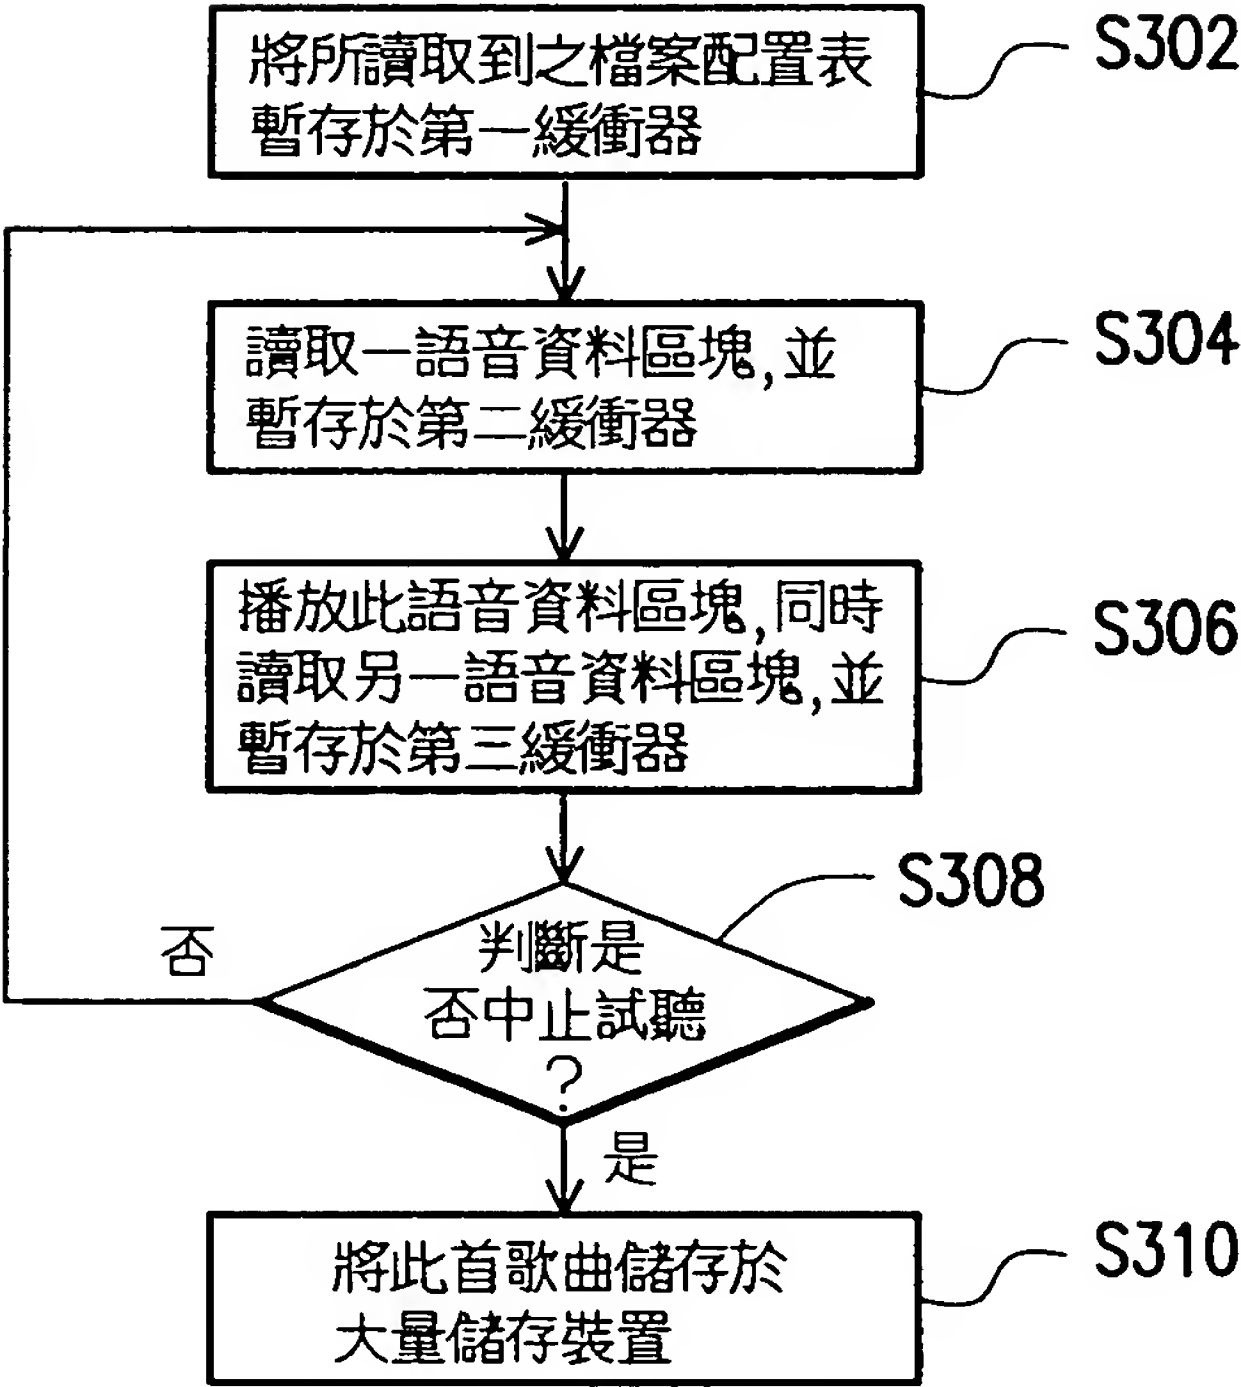 將所讀取到之檔案配置表
暫存於第一緩衝器
S302
讀取一語音資料區塊,並
暫存於第二緩衝器
S304
播放此語音資料區塊,同時
讀取另一語音資料區塊,並
暫存於第三緩衝器
S306
判斷是
否中止試聽
?
S308
否
是
將此首歌曲儲存於
大量儲存裝置
S310